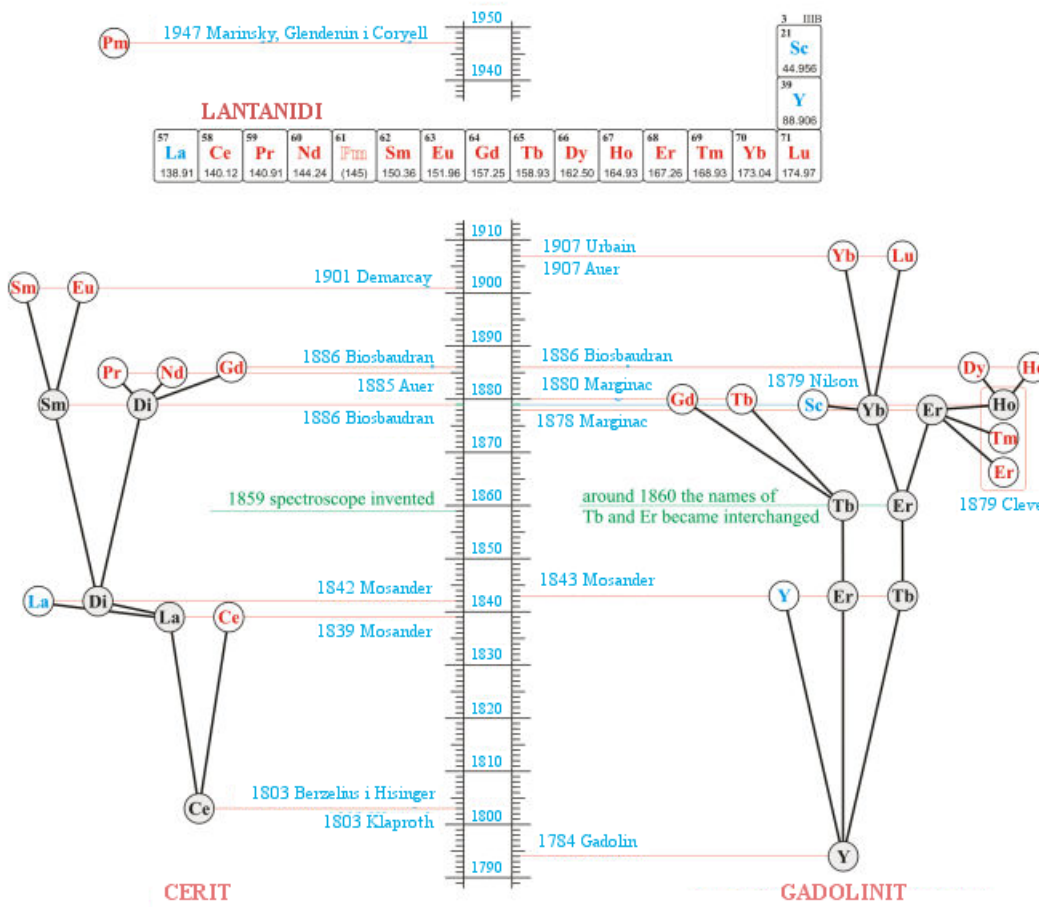 1950
1947 Marinsky, Glendenin i Coryell
Pm
1940
3 IIIB
21
Sc
44.956
39
Y
88.906
LANTANIDI
57 58 59 60 61 62 63 64 65 66 67 68 69 70 71
La Ce Pr Nd Pm Sm Eu Gd Tb Dy Ho Er Tm Yb Lu
138.91 140.12 140.91 144.24 (145) 150.36 151.96 157.25 158.93 162.50 164.93 167.26 168.93 173.04 174.97
1910
1907 Urbain
Yb Lu
1907 Auer
1901 Demarcay
Sm Eu
1900
1890
1886 Biosbaudran
1886 Biosbaudran
Pr Nd Gd
Dy Ho
1885 Auer
1880 Marginac
1879 Nilson
1880
Sm Di
Gd Tb Sc Yb Er Ho
1886 Biosbaudran
1878 Marginac
Tm
1870
Er
1859 spectroscope invented
around 1860 the names of
Tb and Er became interchanged
1860
Tb Er
1879 Cleve
1850
1842 Mosander
1843 Mosander
La Di
Y Er Tb
1840
La Ce
1839 Mosander
1830
1820
1810
1803 Berzelius i Hisinger
Ce
1803 Klaproth
1800
1784 Gadolin
Y
1790
CERIT
GADOLINIT